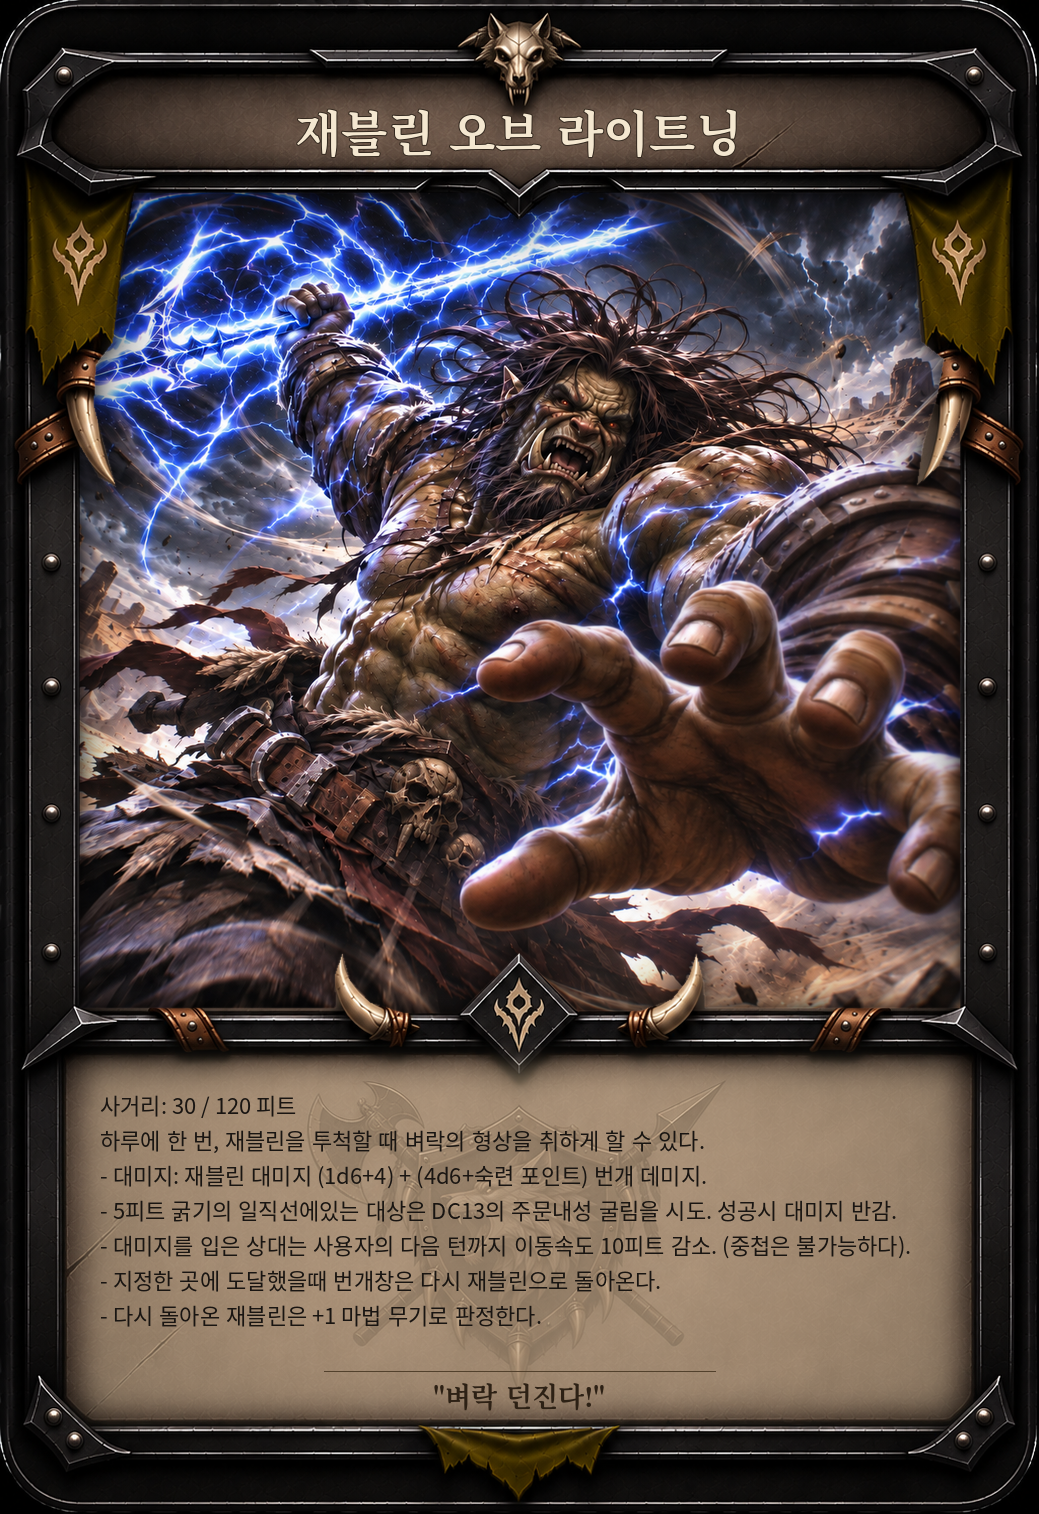 재블린 오브 라이트닝
사거리: 30 / 120 피트
하루에 한 번, 재블린을 투척할 때 벼락의 형상을 취하게 할 수 있다.
- 대미지: 재블린 대미지 (1d6+4) + (4d6+숙련 포인트) 번개 데미지.
- 5피트 굵기의 일직선에있는 대상은 DC13의 주문내성 굴림을 시도. 성공시 대미지 반감.
- 대미지를 입은 상대는 사용자의 다음 턴까지 이동속도 10피트 감소. (중첩은 불가능하다).
- 지정한 곳에 도달했을때 번개창은 다시 재블린으로 돌아온다.
- 다시 돌아온 재블린은 +1 마법 무기로 판정한다.
"벼락 던진다!"